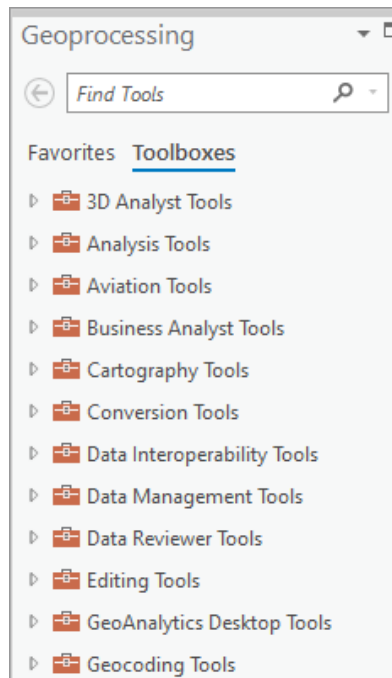 Geoprocessing
Find Tools
Favorites Toolboxes
3D Analyst Tools
Analysis Tools
Aviation Tools
Business Analyst Tools
Cartography Tools
Conversion Tools
Data Interoperability Tools
Data Management Tools
Data Reviewer Tools
Editing Tools
GeoAnalytics Desktop Tools
Geocoding Tools